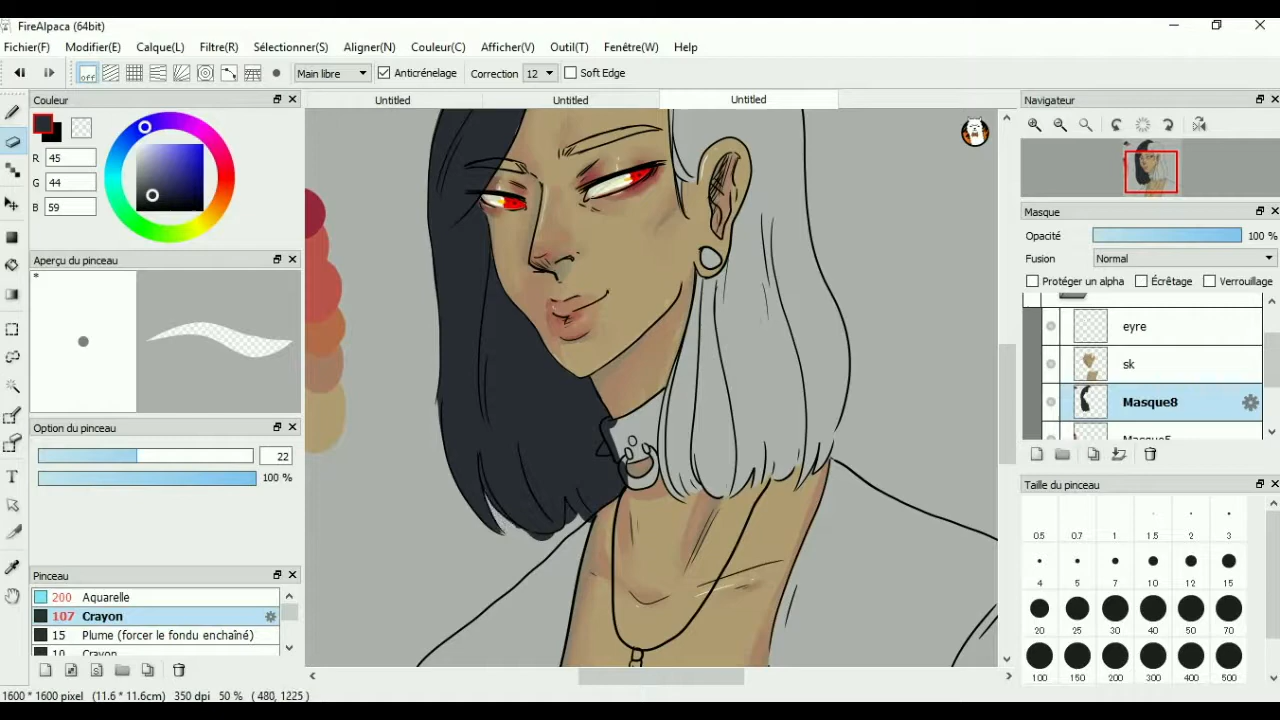 FireAlpaca (64bit)
Fichier(F) Modifier(E) Calque(L) Filtre(R) Sélectionner(S) Aligner(N) Couleur(C) Afficher(V) Outil(T) Fenêtre(W) Help
off Main libre Anticrénelage Correction 12 Soft Edge
Couleur
R 45
G 44
B 59
Aperçu du pinceau
*
Option du pinceau
22
100 %
Pinceau
200 Aquarelle
107 Crayon
15 Plume (forcer le fondu enchaîné)
10 Crayon
1600 * 1600 pixel (11.6 * 11.6cm) 350 dpi 50 % ( 480, 1225 )
Untitled Untitled Untitled
Navigateur
Masque
Opacité 100 %
Fusion Normal
Protéger un alpha Écrêtage Verrouillage
eyre
sk
Masque8
Masque5
Taille du pinceau
0.5 0.7 1 1.5 2 3
4 5 7 10 12 15
20 25 30 40 50 70
100 150 200 300 400 500